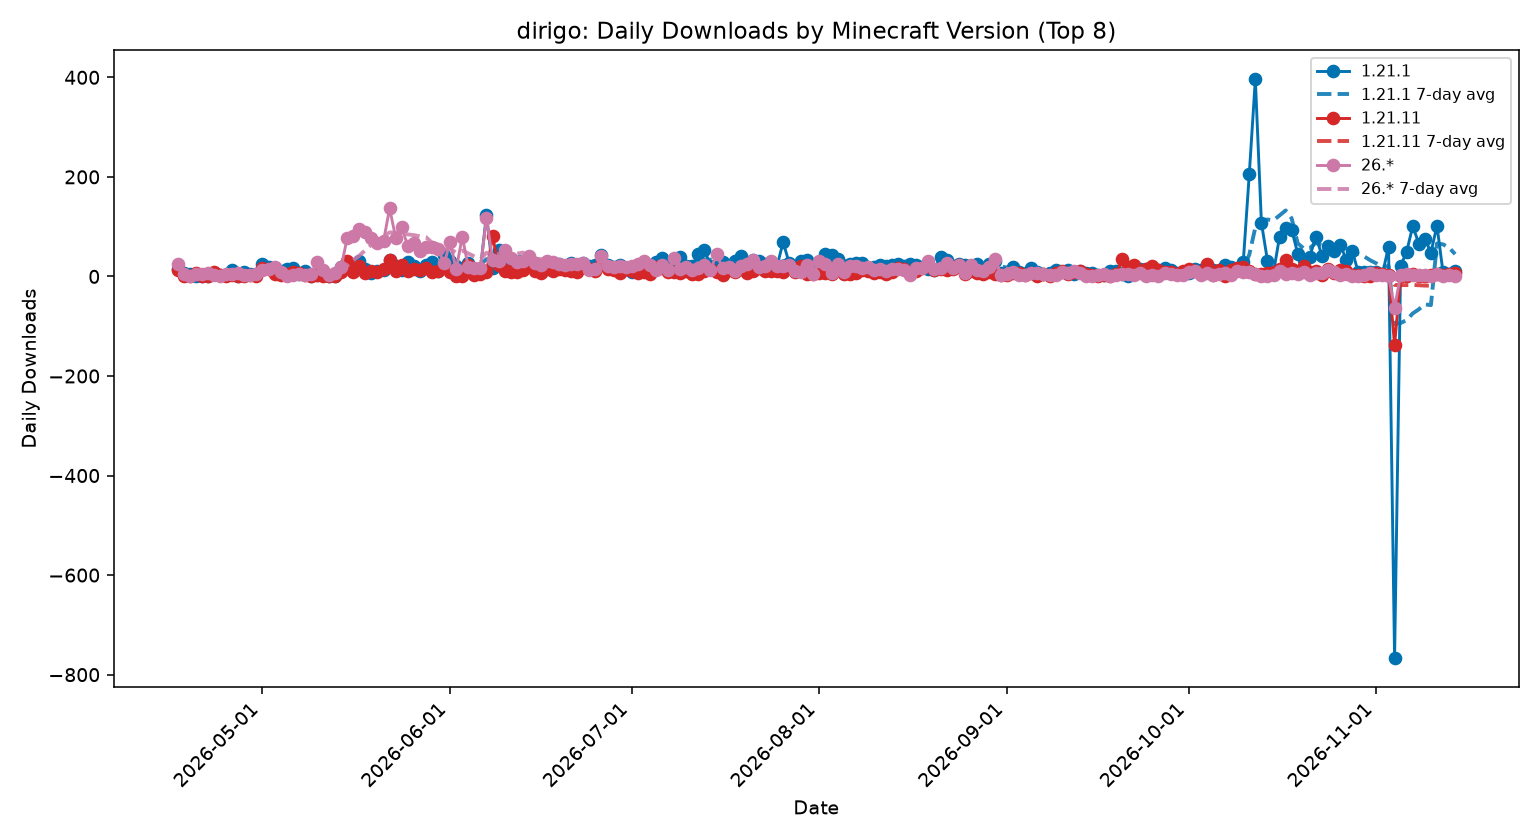 dirigo: Daily Downloads by Minecraft Version (Top 8)
400
200
0
−200
−400
−600
−800
Daily Downloads
1.21.1
1.21.1 7-day avg
1.21.11
1.21.11 7-day avg
26.*
26.* 7-day avg
2026-05-01
2026-06-01
2026-07-01
2026-08-01
2026-09-01
2026-10-01
2026-11-01
Date